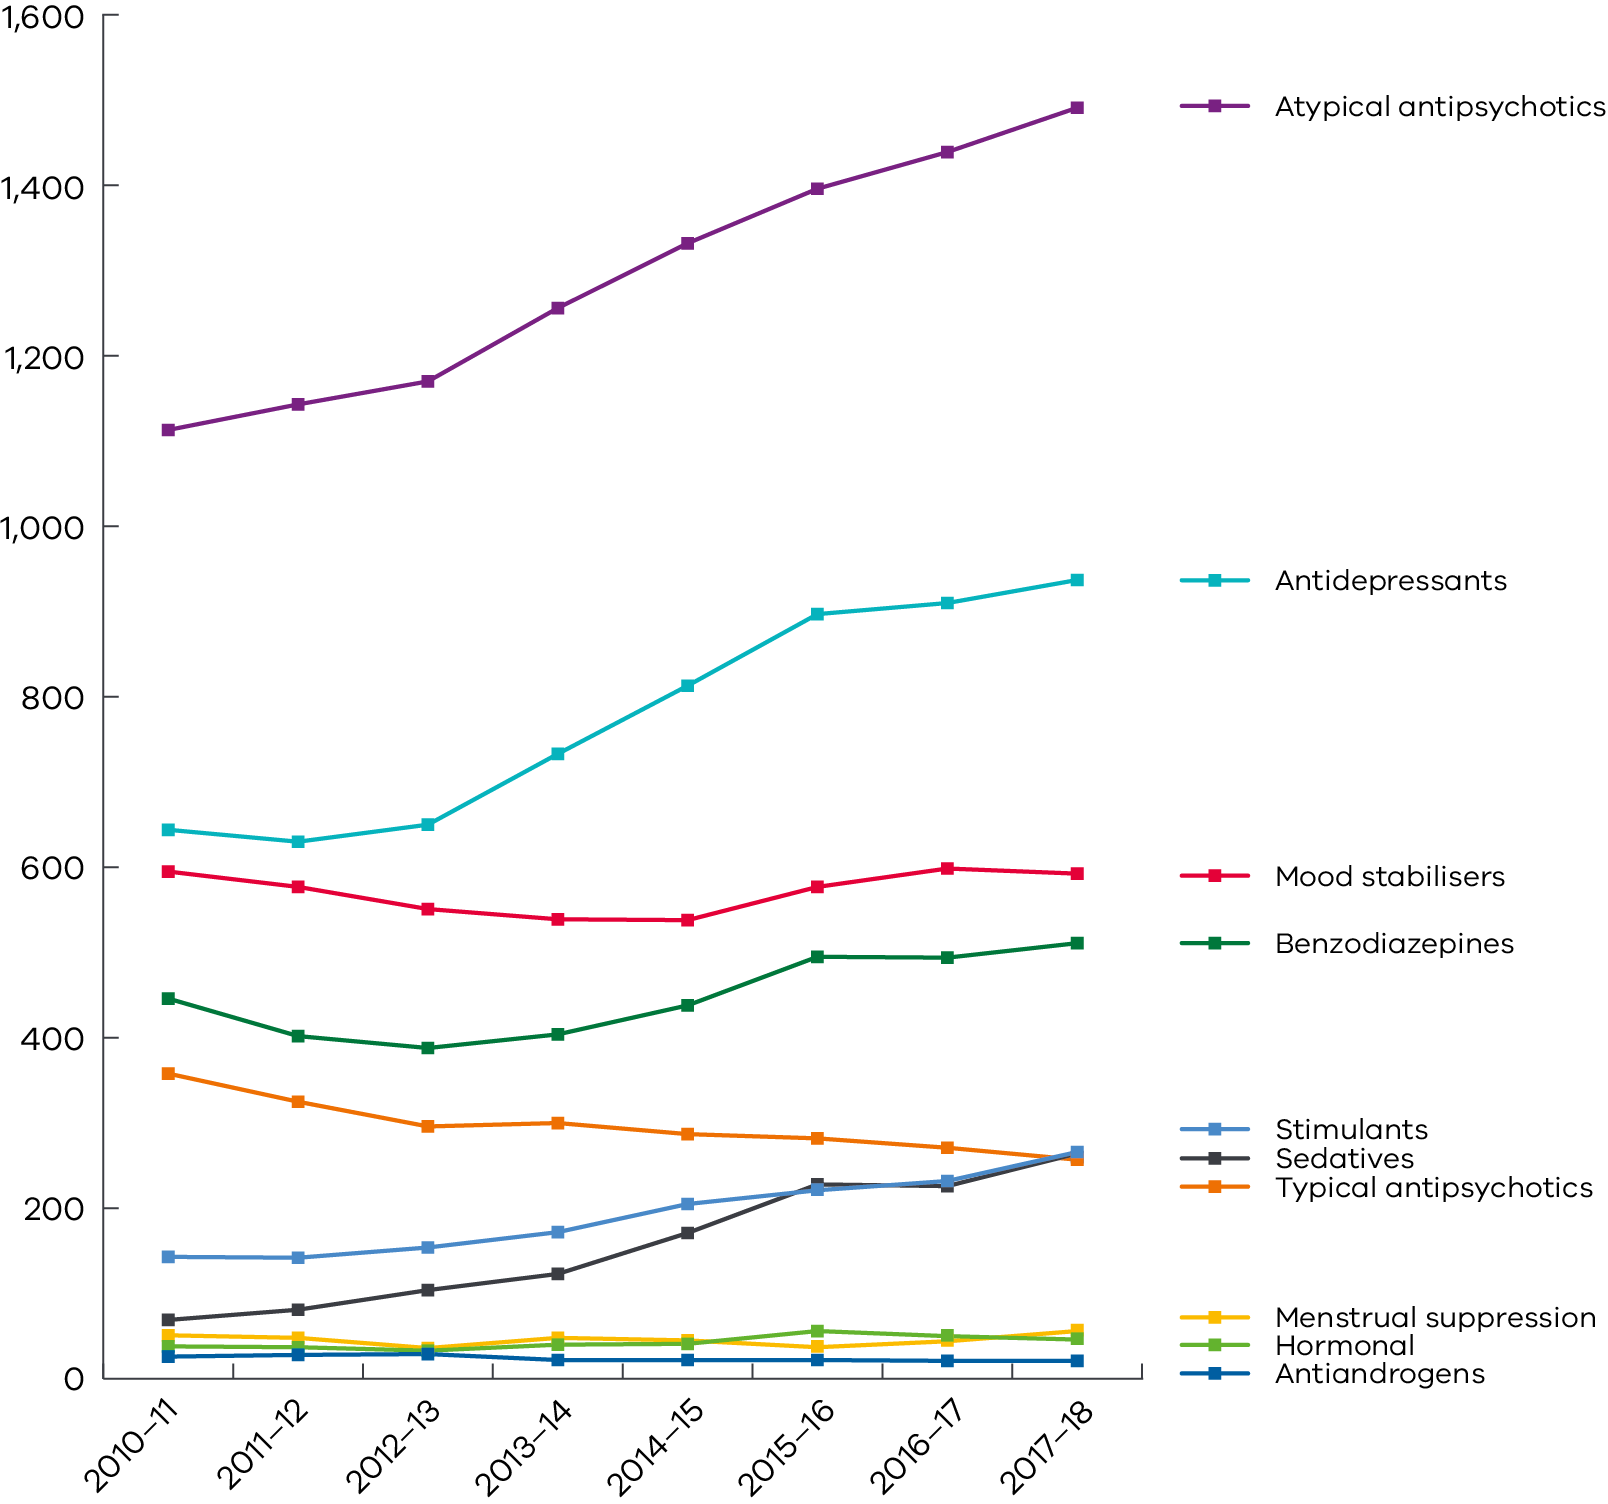 1,600
1,400
1,200
1,000
800
600
400
200
0
2010–11
2011–12
2012–13
2013–14
2014–15
2015–16
2016–17
2017–18
Atypical antipsychotics
Antidepressants
Mood stabilisers
Benzodiazepines
Stimulants
Sedatives
Typical antipsychotics
Menstrual suppression
Hormonal
Antiandrogens